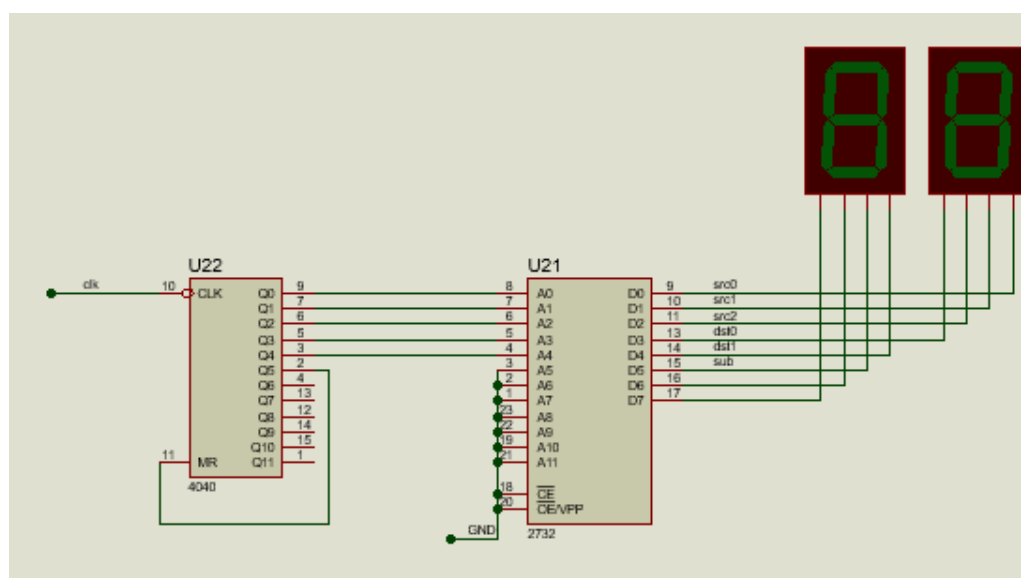 U22
U21
clk
10
CLK
Q0
9
8
A0
D0
9
src0
Q1
7
7
A1
D1
10
src1
Q2
6
6
A2
D2
11
src2
Q3
5
5
A3
D3
13
dst0
Q4
3
4
A4
D4
14
dst1
Q5
2
3
A5
D5
15
sub
Q6
4
2
A6
D6
16
Q7
13
1
A7
D7
17
Q8
12
23
A8
Q9
14
22
A9
Q10
15
19
A10
11
MR
Q11
1
21
A11
4040
18
CE
20
OE/VPP
GND
2732